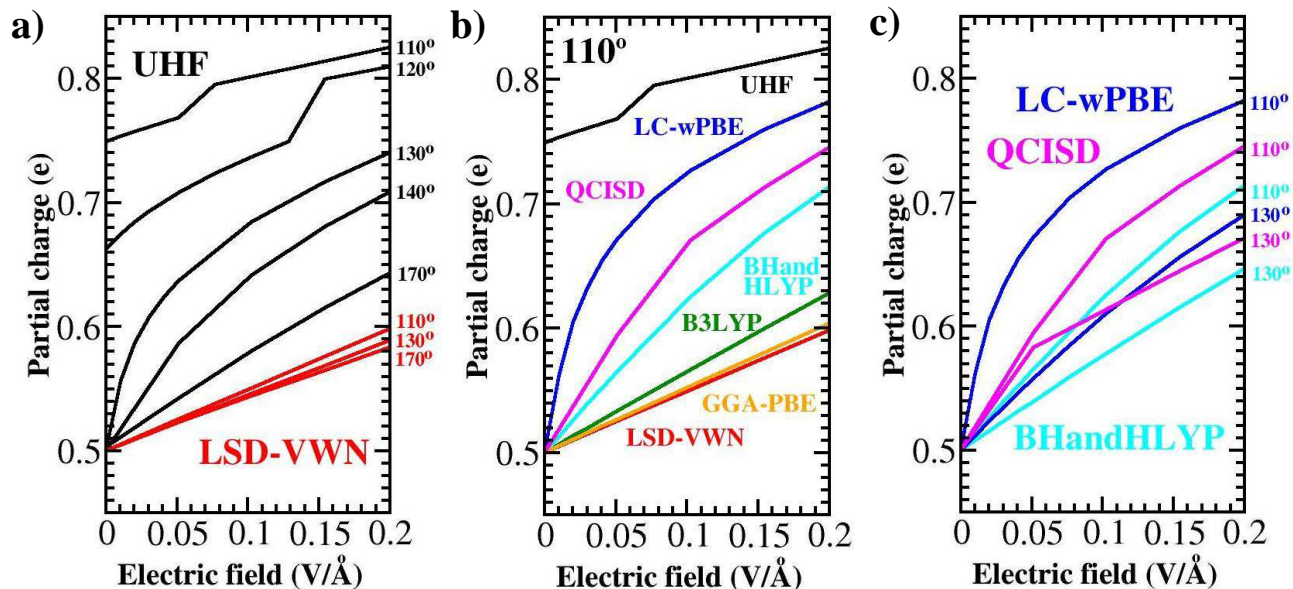 a)
UHF
110º
120º
130º
140º
170º
110º
130º
170º
LSD-VWN
Partial charge (e)
0.8
0.7
0.6
0.5
0 0.05 0.1 0.15 0.2
Electric field (V/Å)
b)
110º
UHF
LC-wPBE
QCISD
BHand
HLYP
B3LYP
GGA-PBE
LSD-VWN
Partial charge (e)
0.8
0.7
0.6
0.5
0 0.05 0.1 0.15 0.2
Electric field (V/Å)
c)
LC-wPBE
QCISD
110º
110º
110º
130º
130º
130º
BHandHLYP
Partial charge (e)
0.8
0.7
0.6
0.5
0 0.05 0.1 0.15 0.2
Electric field (V/Å)